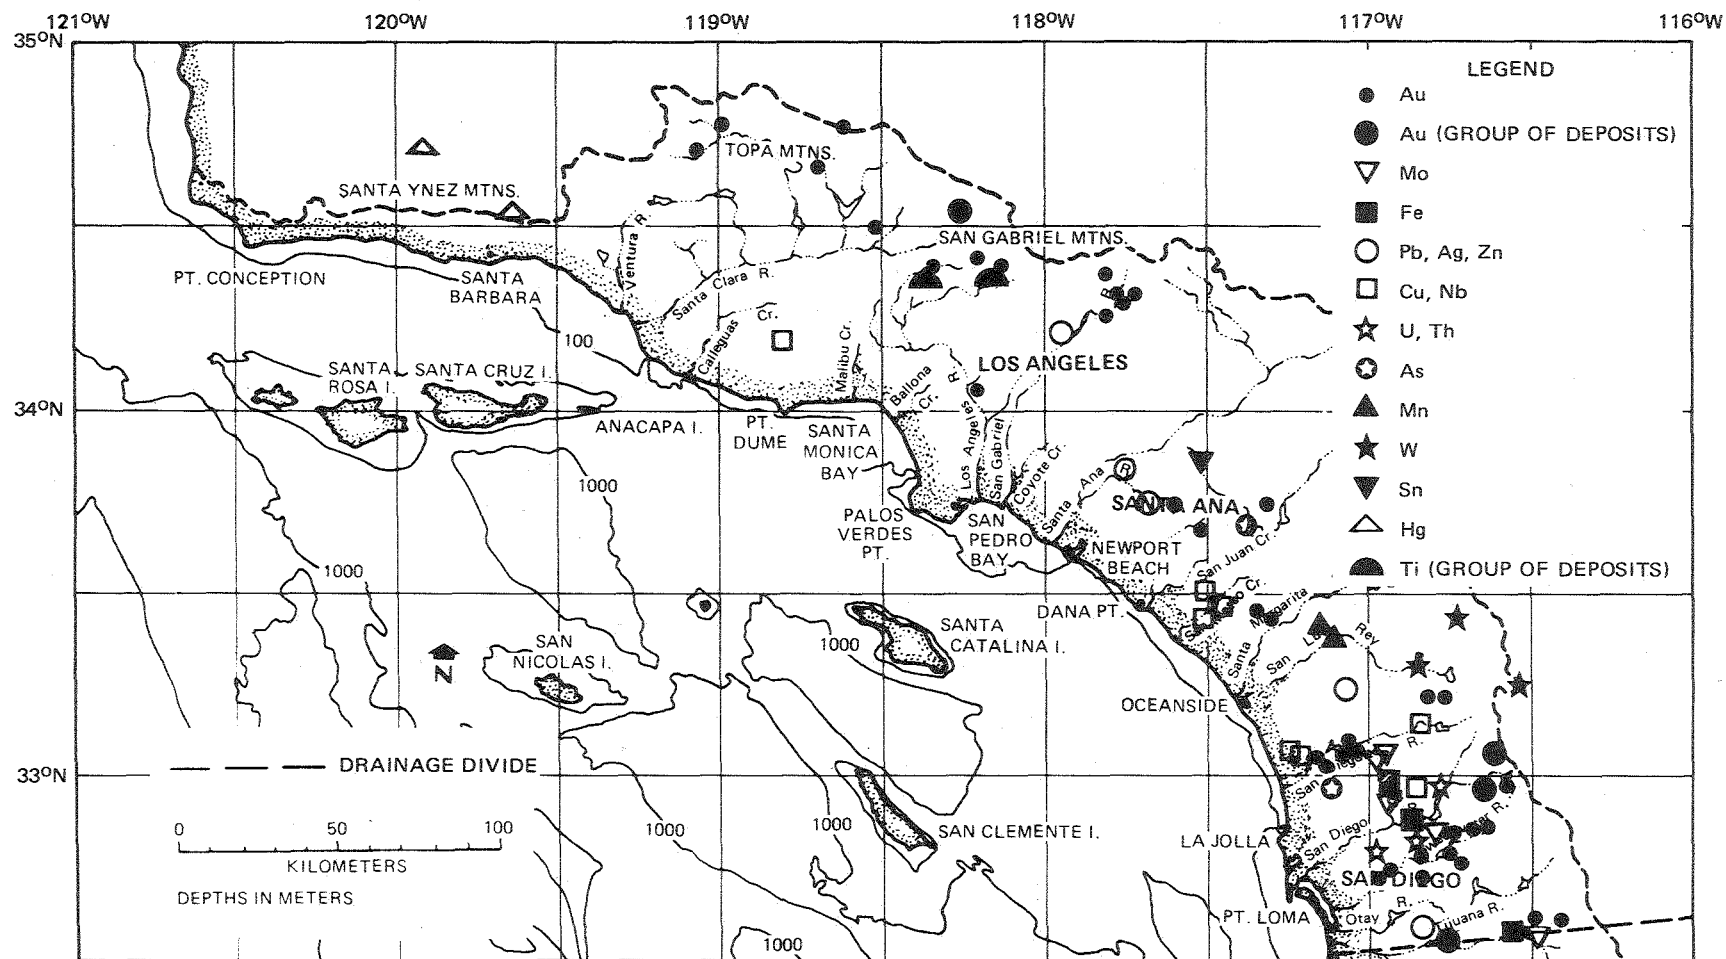 121°W
120°W
119°W
118°W
117°W
116°W
35°N
LEGEND
Au
Au (GROUP OF DEPOSITS)
Mo
Fe
Pb, Ag, Zn
Cu, Nb
U, Th
As
Mn
W
Sn
Hg
Ti (GROUP OF DEPOSITS)
TOPA MTNS.
SANTA YNEZ MTNS.
Ventura R.
SAN GABRIEL MTNS.
PT. CONCEPTION
SANTA
BARBARA
Santa Clara R.
Calleguas Cr.
100
Malibu Cr.
LOS ANGELES
SANTA
ROSA I.
SANTA CRUZ I.
Ballona
Cr.
34°N
ANACAPA I.
PT.
DUME
SANTA
MONICA
BAY
Los Angeles R.
San Gabriel R.
Coyote Cr.
Santa Ana
R
1000
SANTA ANA
PALOS
VERDES
PT.
SAN
PEDRO
BAY
NEWPORT
BEACH
San Juan Cr.
1000
DANA PT.
Santa Margarita
SANTA
CATALINA I.
1000
SAN
NICOLAS I.
N
San Luis Rey
OCEANSIDE
R.
33°N
DRAINAGE DIVIDE
0 50 100
KILOMETERS
DEPTHS IN METERS
1000
1000
SAN CLEMENTE I.
LA JOLLA
San Diego
SAN DIEGO
R.
PT. LOMA
Otay
Tijuana R.
1000